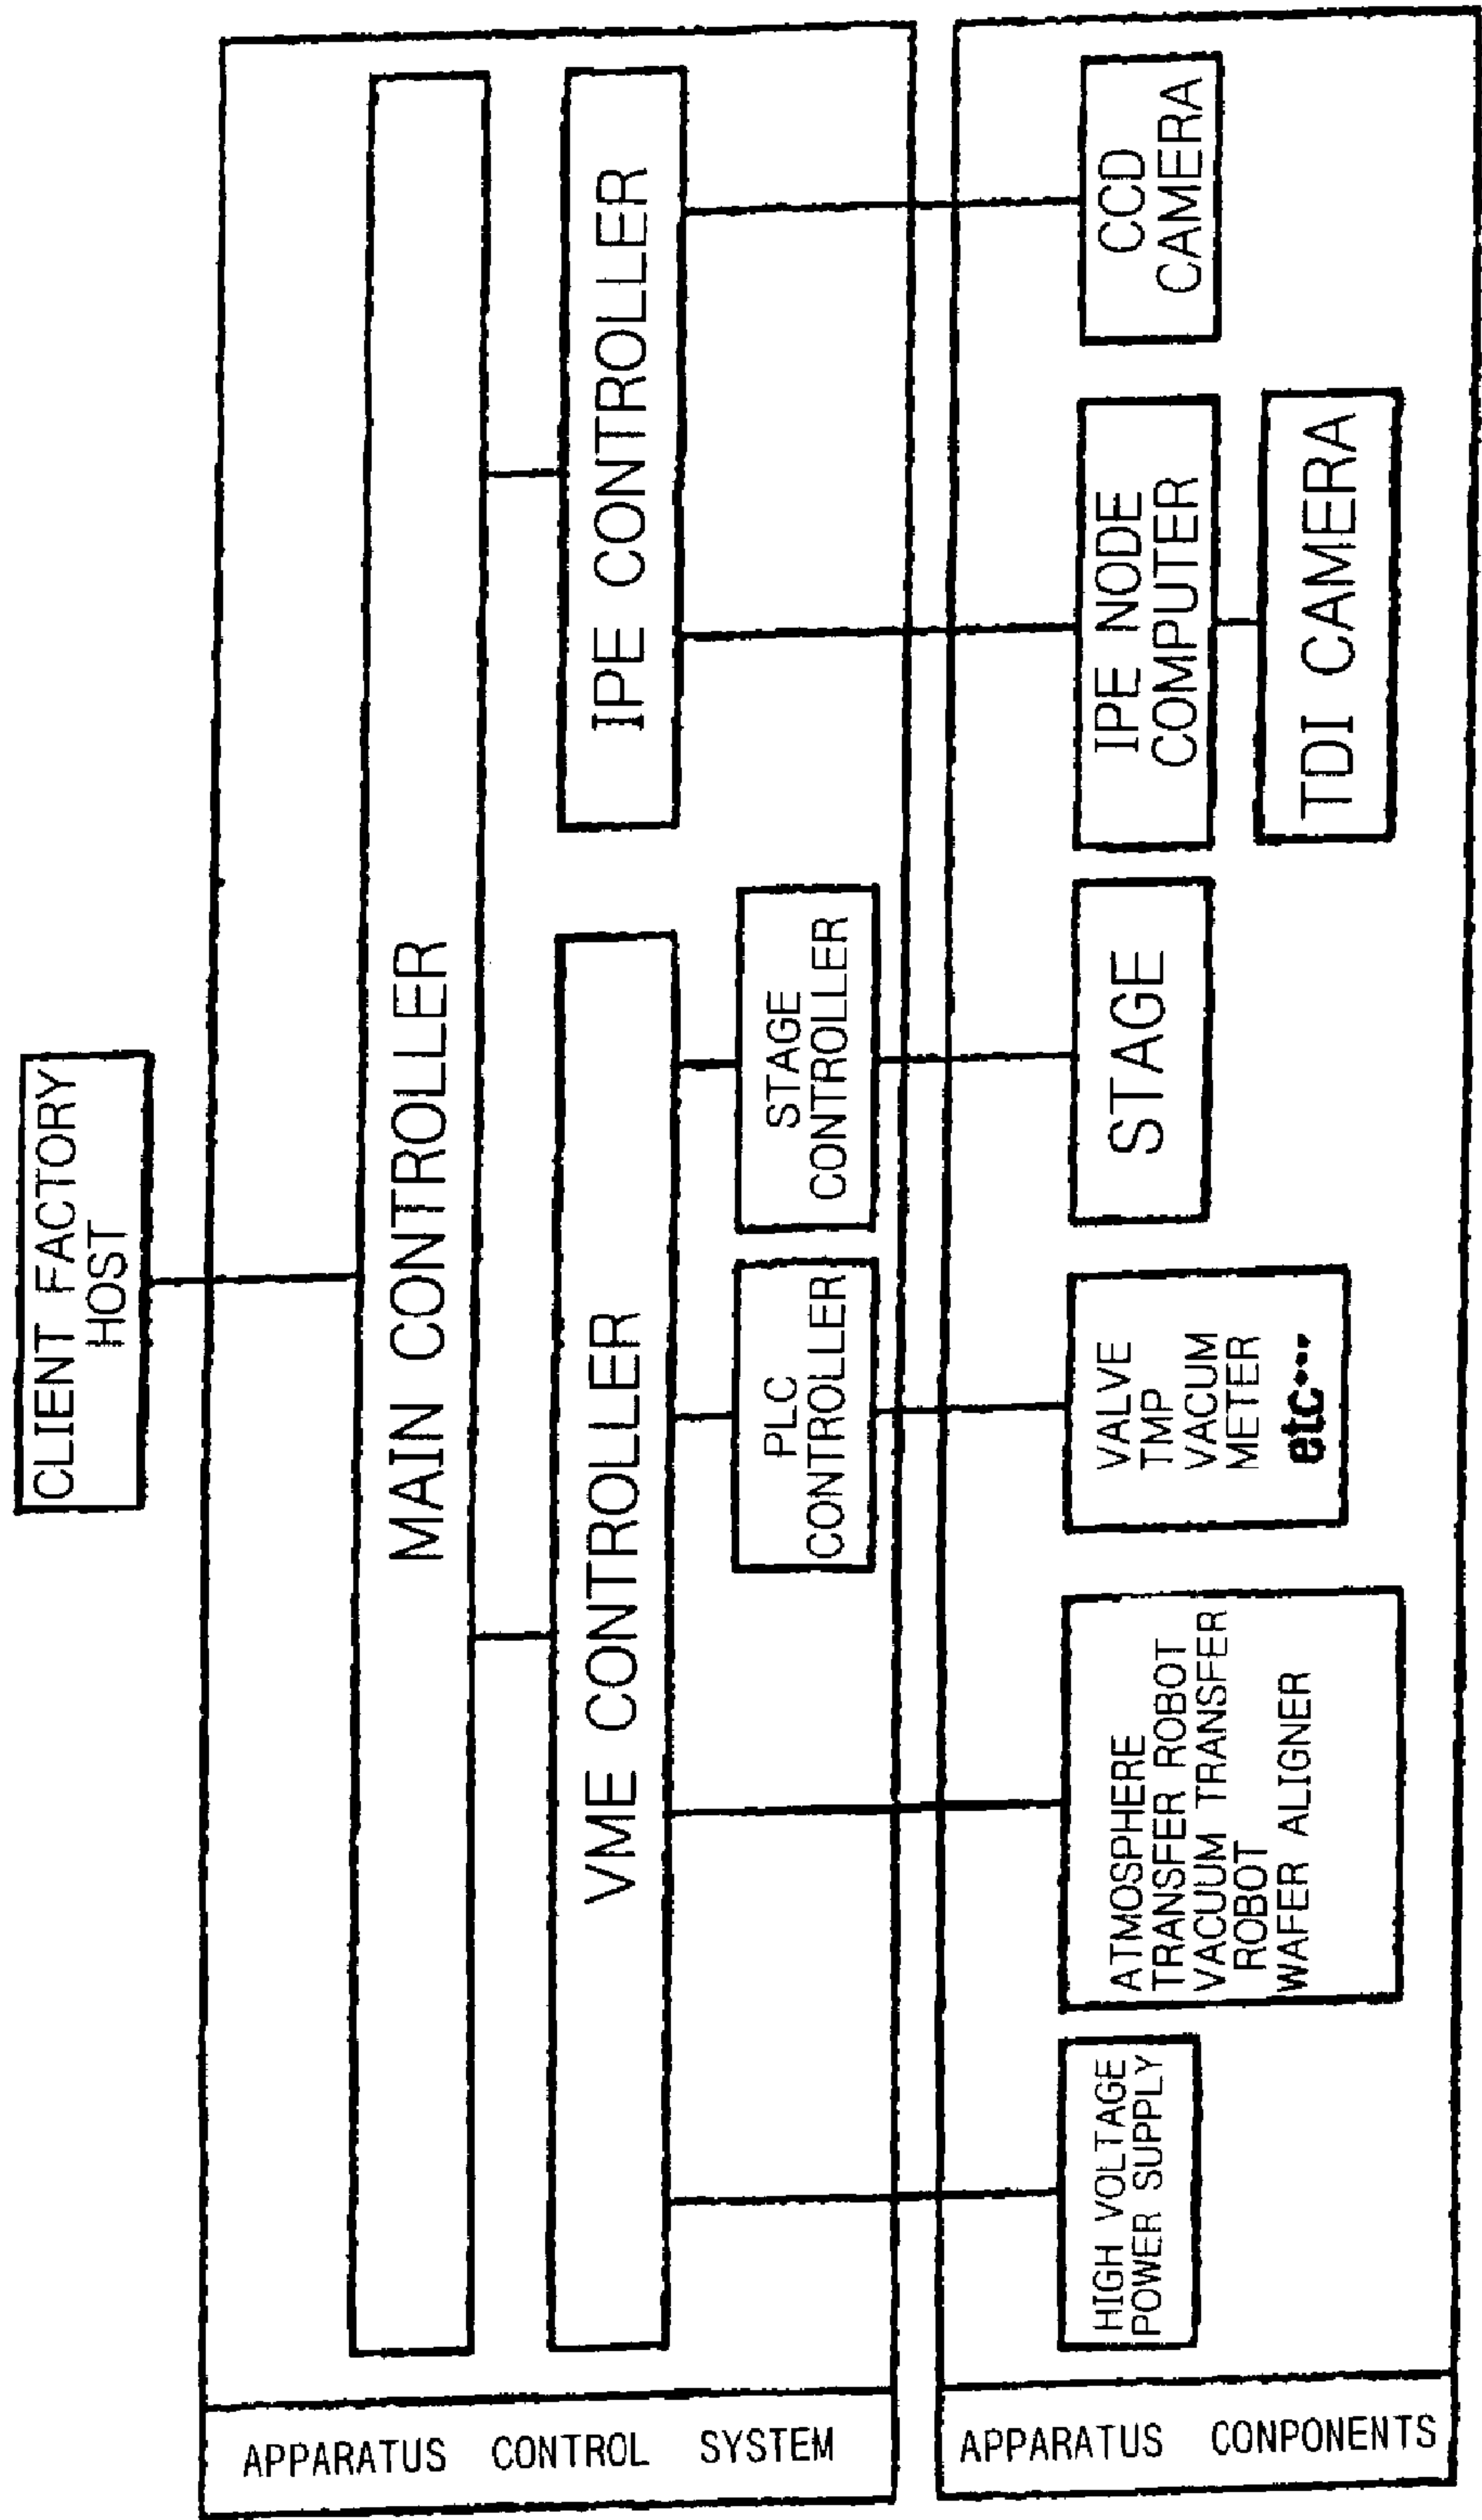 CLIENT FACTORY
HOST
MAIN CONTROLLER
VME CONTROLLER
IPE CONTROLLER
PLC
CONTROLLER
STAGE
CONTROLLER
APPARATUS CONTROL SYSTEM
HIGH VOLTAGE
POWER SUPPLY
ATMOSPHERE
TRANSFER ROBOT
VACUUM TRANSFER
ROBOT
WAFER ALIGNER
VALVE
TMP
VACUM
METER
etc•••
STAGE
IPE NODE
COMPUTER
CCD
CAMERA
TDI CAMERA
APPARATUS CONPONENTS